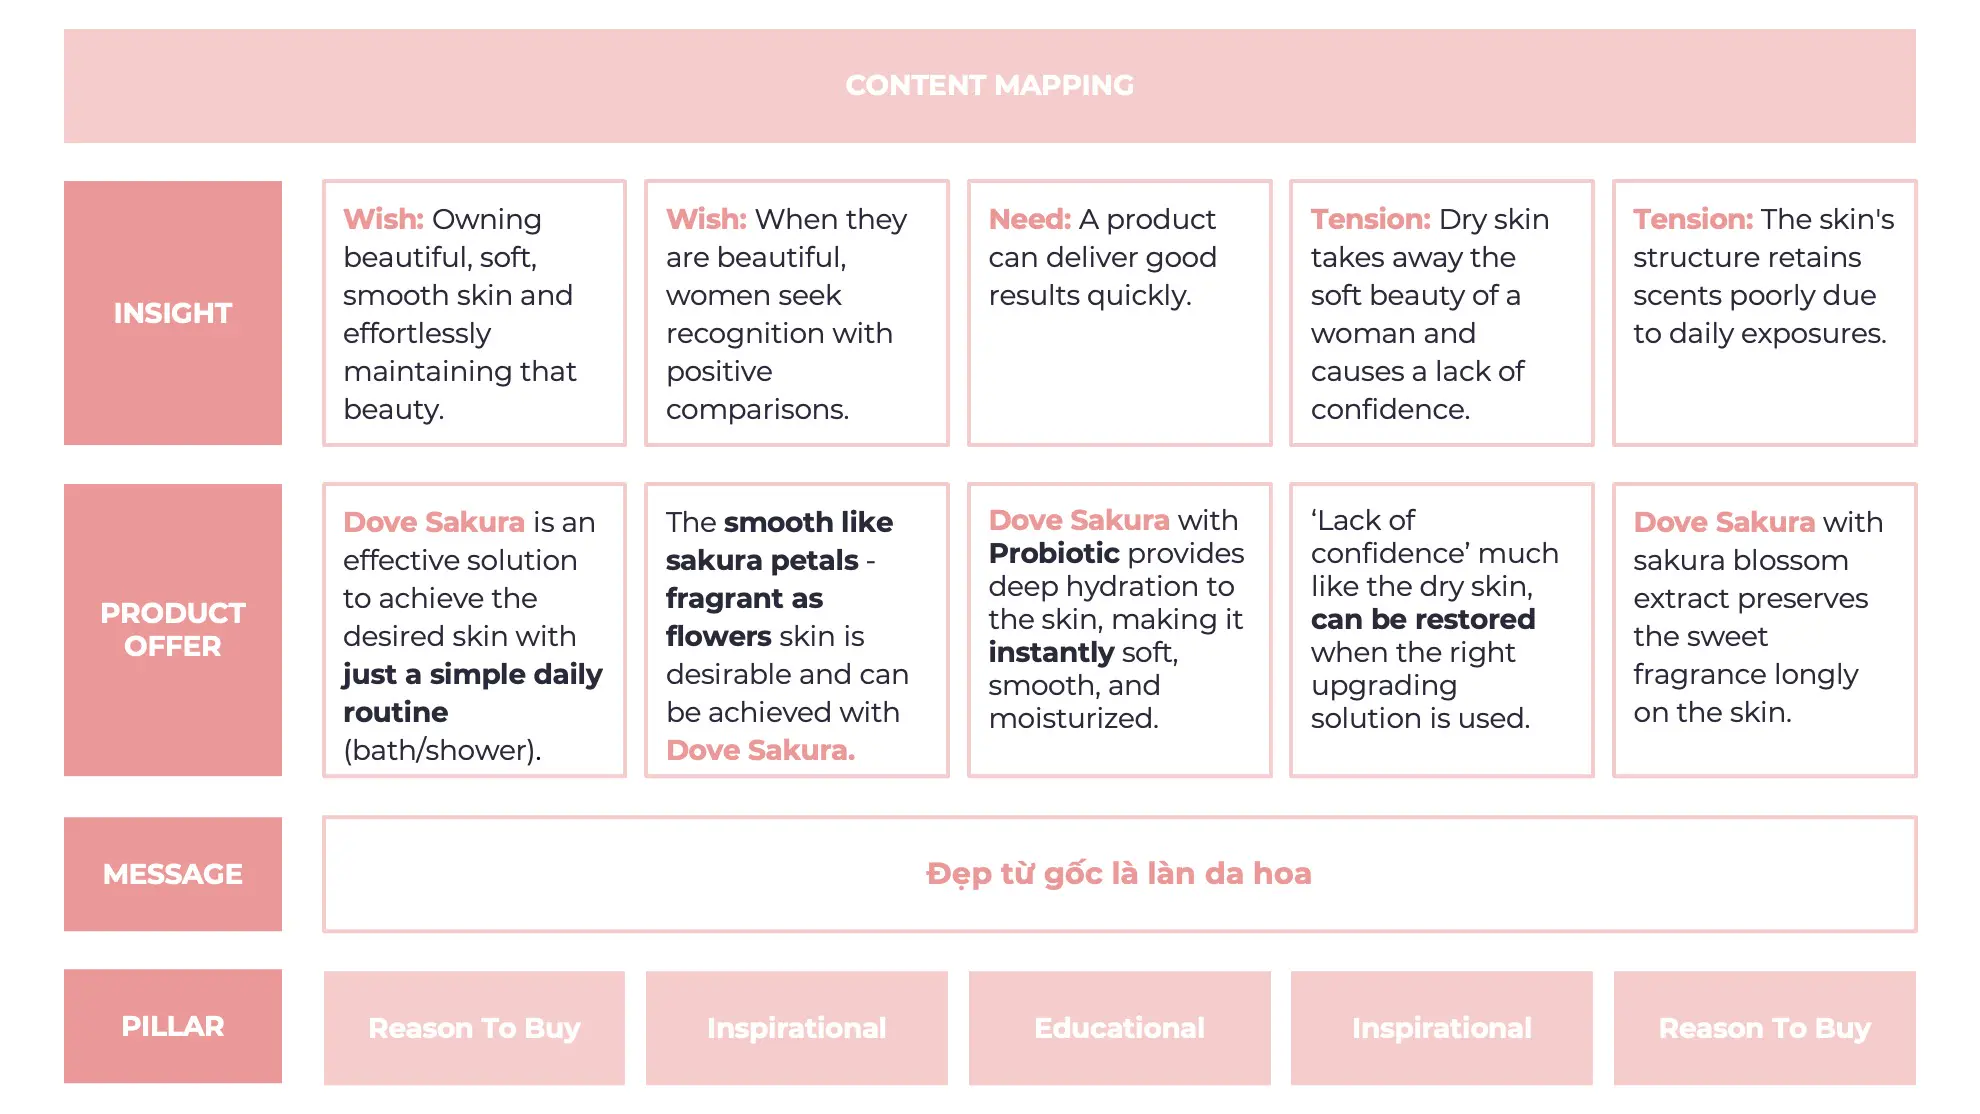 CONTENT MAPPING
INSIGHT
Wish: Owning
beautiful, soft,
smooth skin and
effortlessly
maintaining that
beauty.
Wish: When they
are beautiful,
women seek
recognition with
positive
comparisons.
Need: A product
can deliver good
results quickly.
Tension: Dry skin
takes away the
soft beauty of a
woman and
causes a lack of
confidence.
Tension: The skin's
structure retains
scents poorly due
to daily exposures.
PRODUCT
OFFER
Dove Sakura is an
effective solution
to achieve the
desired skin with
just a simple daily
routine
(bath/shower).
The smooth like
sakura petals -
fragrant as
flowers skin is
desirable and can
be achieved with
Dove Sakura.
Dove Sakura with
Probiotic provides
deep hydration to
the skin, making it
instantly soft,
smooth, and
moisturized.
‘Lack of
confidence’ much
like the dry skin,
can be restored
when the right
upgrading
solution is used.
Dove Sakura with
sakura blossom
extract preserves
the sweet
fragrance longly
on the skin.
MESSAGE
Đẹp từ gốc là làn da hoa
PILLAR
Reason To Buy
Inspirational
Educational
Inspirational
Reason To Buy